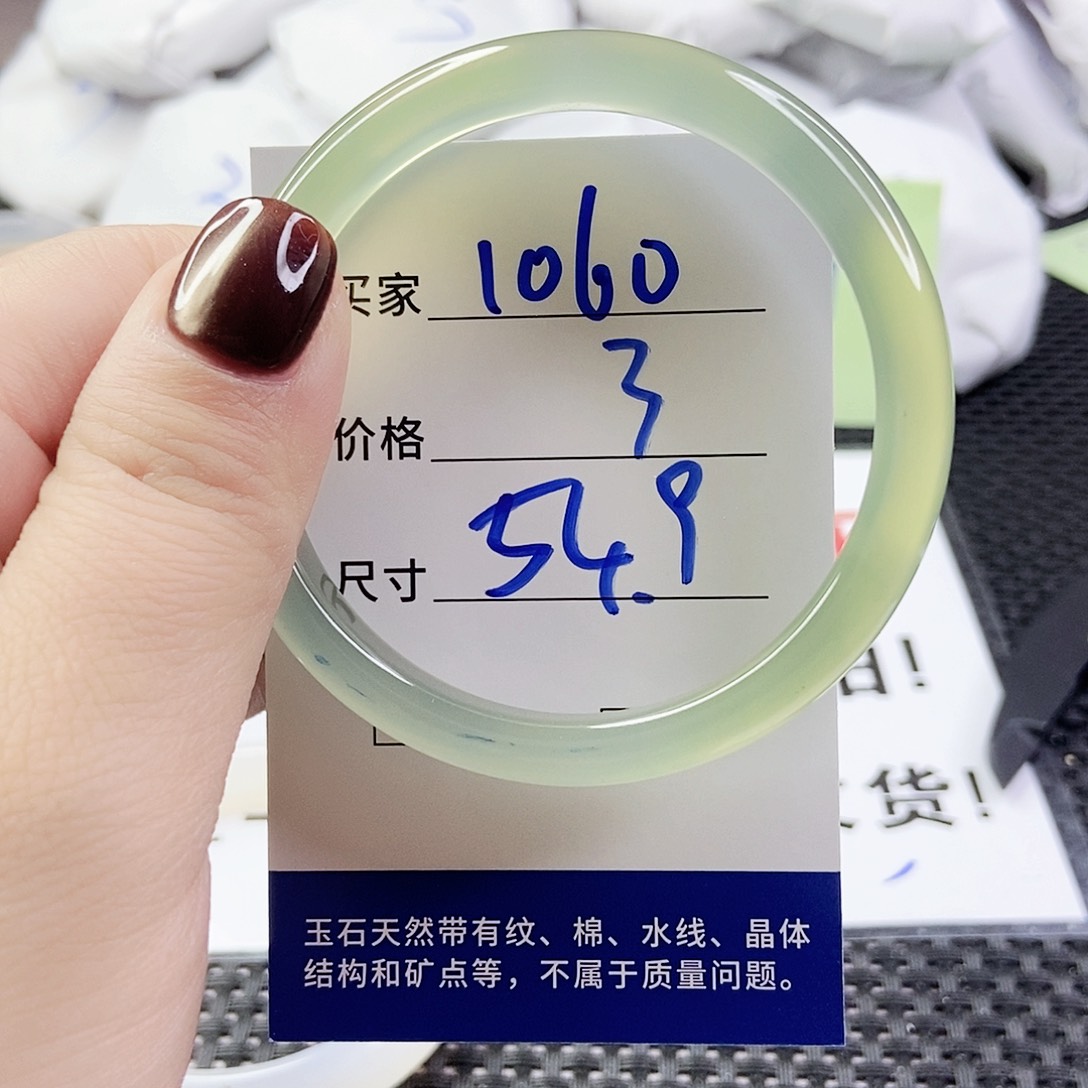 买家 1060
3
价格
尺寸 54.9
!
货!
玉石天然带有纹、棉、水线、晶体
结构和矿点等，不属于质量问题。